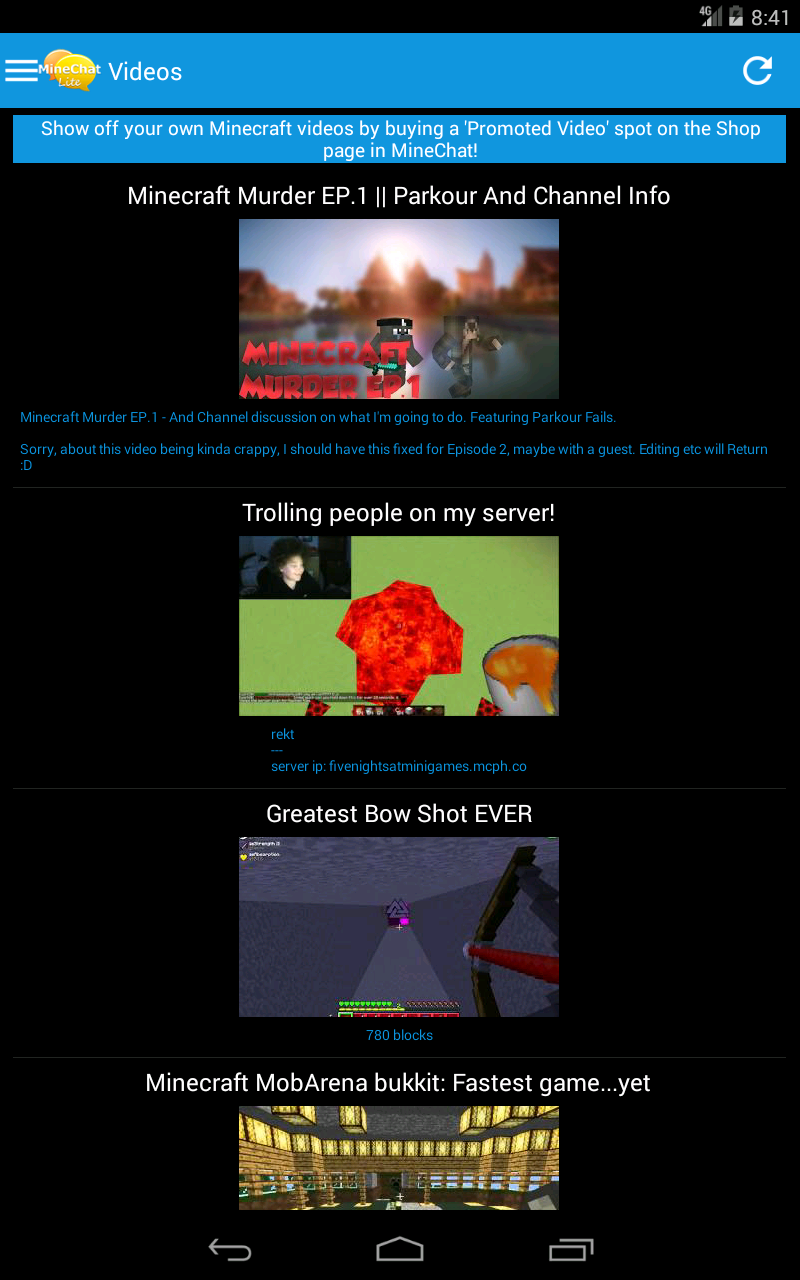 4G
8:41
MineChat
Lite
Videos
Show off your own Minecraft videos by buying a 'Promoted Video' spot on the Shop
page in MineChat!
Minecraft Murder EP.1 || Parkour And Channel Info
MINECRAFT
MURDER EP.1
Minecraft Murder EP.1 - And Channel discussion on what I'm going to do. Featuring Parkour Fails.
Sorry, about this video being kinda crappy, I should have this fixed for Episode 2, maybe with a guest. Editing etc will Return
:D
Trolling people on my server!
rekt
---
server ip: fivenightsatminigames.mcph.co
Greatest Bow Shot EVER
780 blocks
Minecraft MobArena bukkit: Fastest game...yet